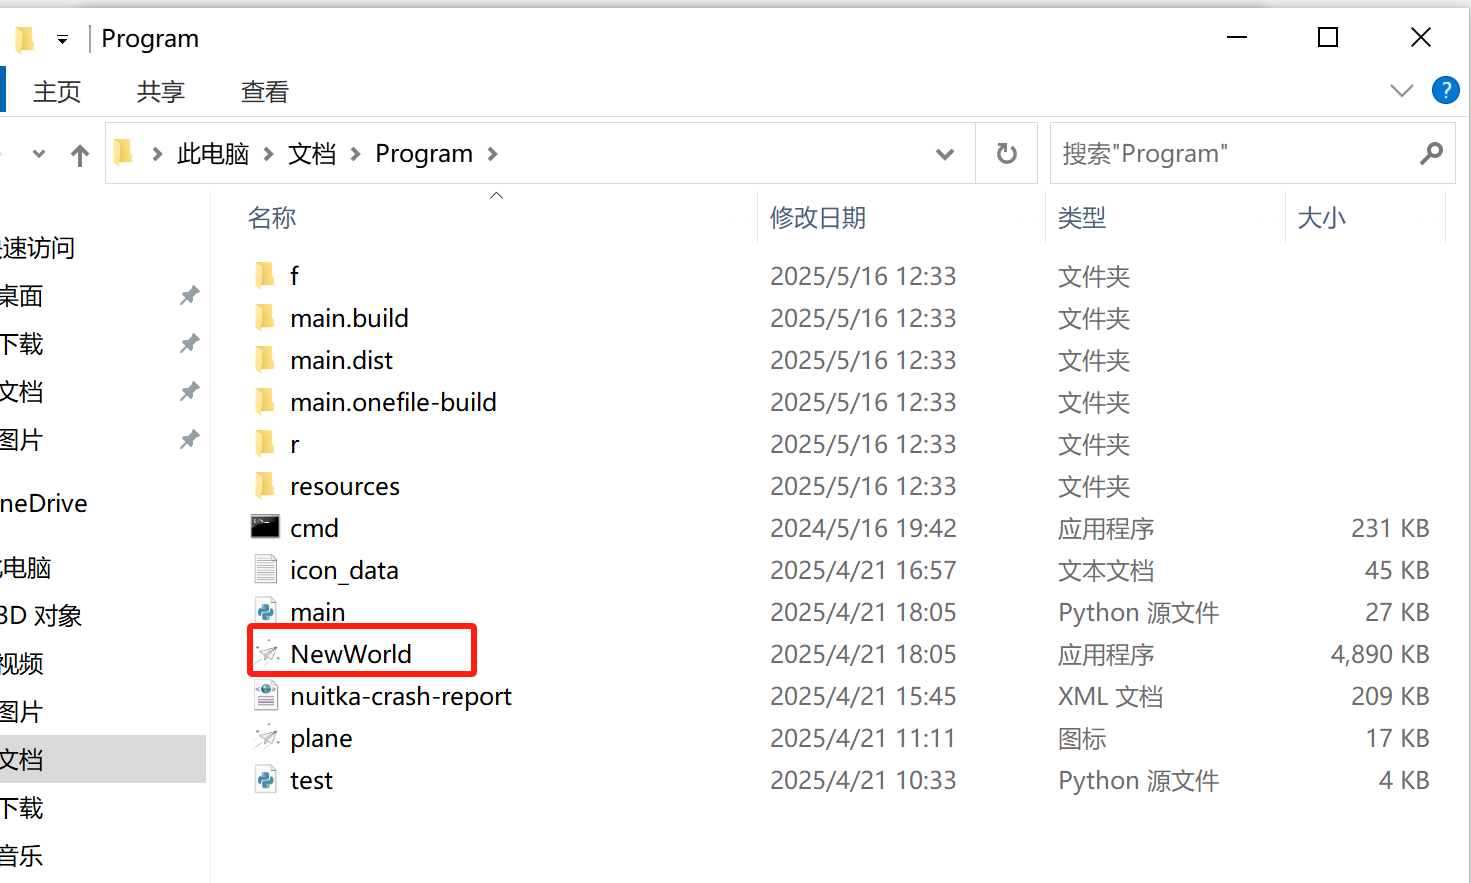 Program
主页 共享 查看
此电脑 文档 Program 搜索"Program"
名称 修改日期 类型 大小
速访问
桌面
下载
文档
图片
neDrive
电脑
3D 对象
视频
图片
文档
下载
音乐
f 2025/5/16 12:33 文件夹
main.build 2025/5/16 12:33 文件夹
main.dist 2025/5/16 12:33 文件夹
main.onefile-build 2025/5/16 12:33 文件夹
r 2025/5/16 12:33 文件夹
resources 2025/5/16 12:33 文件夹
cmd 2024/5/16 19:42 应用程序 231 KB
icon_data 2025/4/21 16:57 文本文档 45 KB
main 2025/4/21 18:05 Python 源文件 27 KB
NewWorld 2025/4/21 18:05 应用程序 4,890 KB
nuitka-crash-report 2025/4/21 15:45 XML 文档 209 KB
plane 2025/4/21 11:11 图标 17 KB
test 2025/4/21 10:33 Python 源文件 4 KB